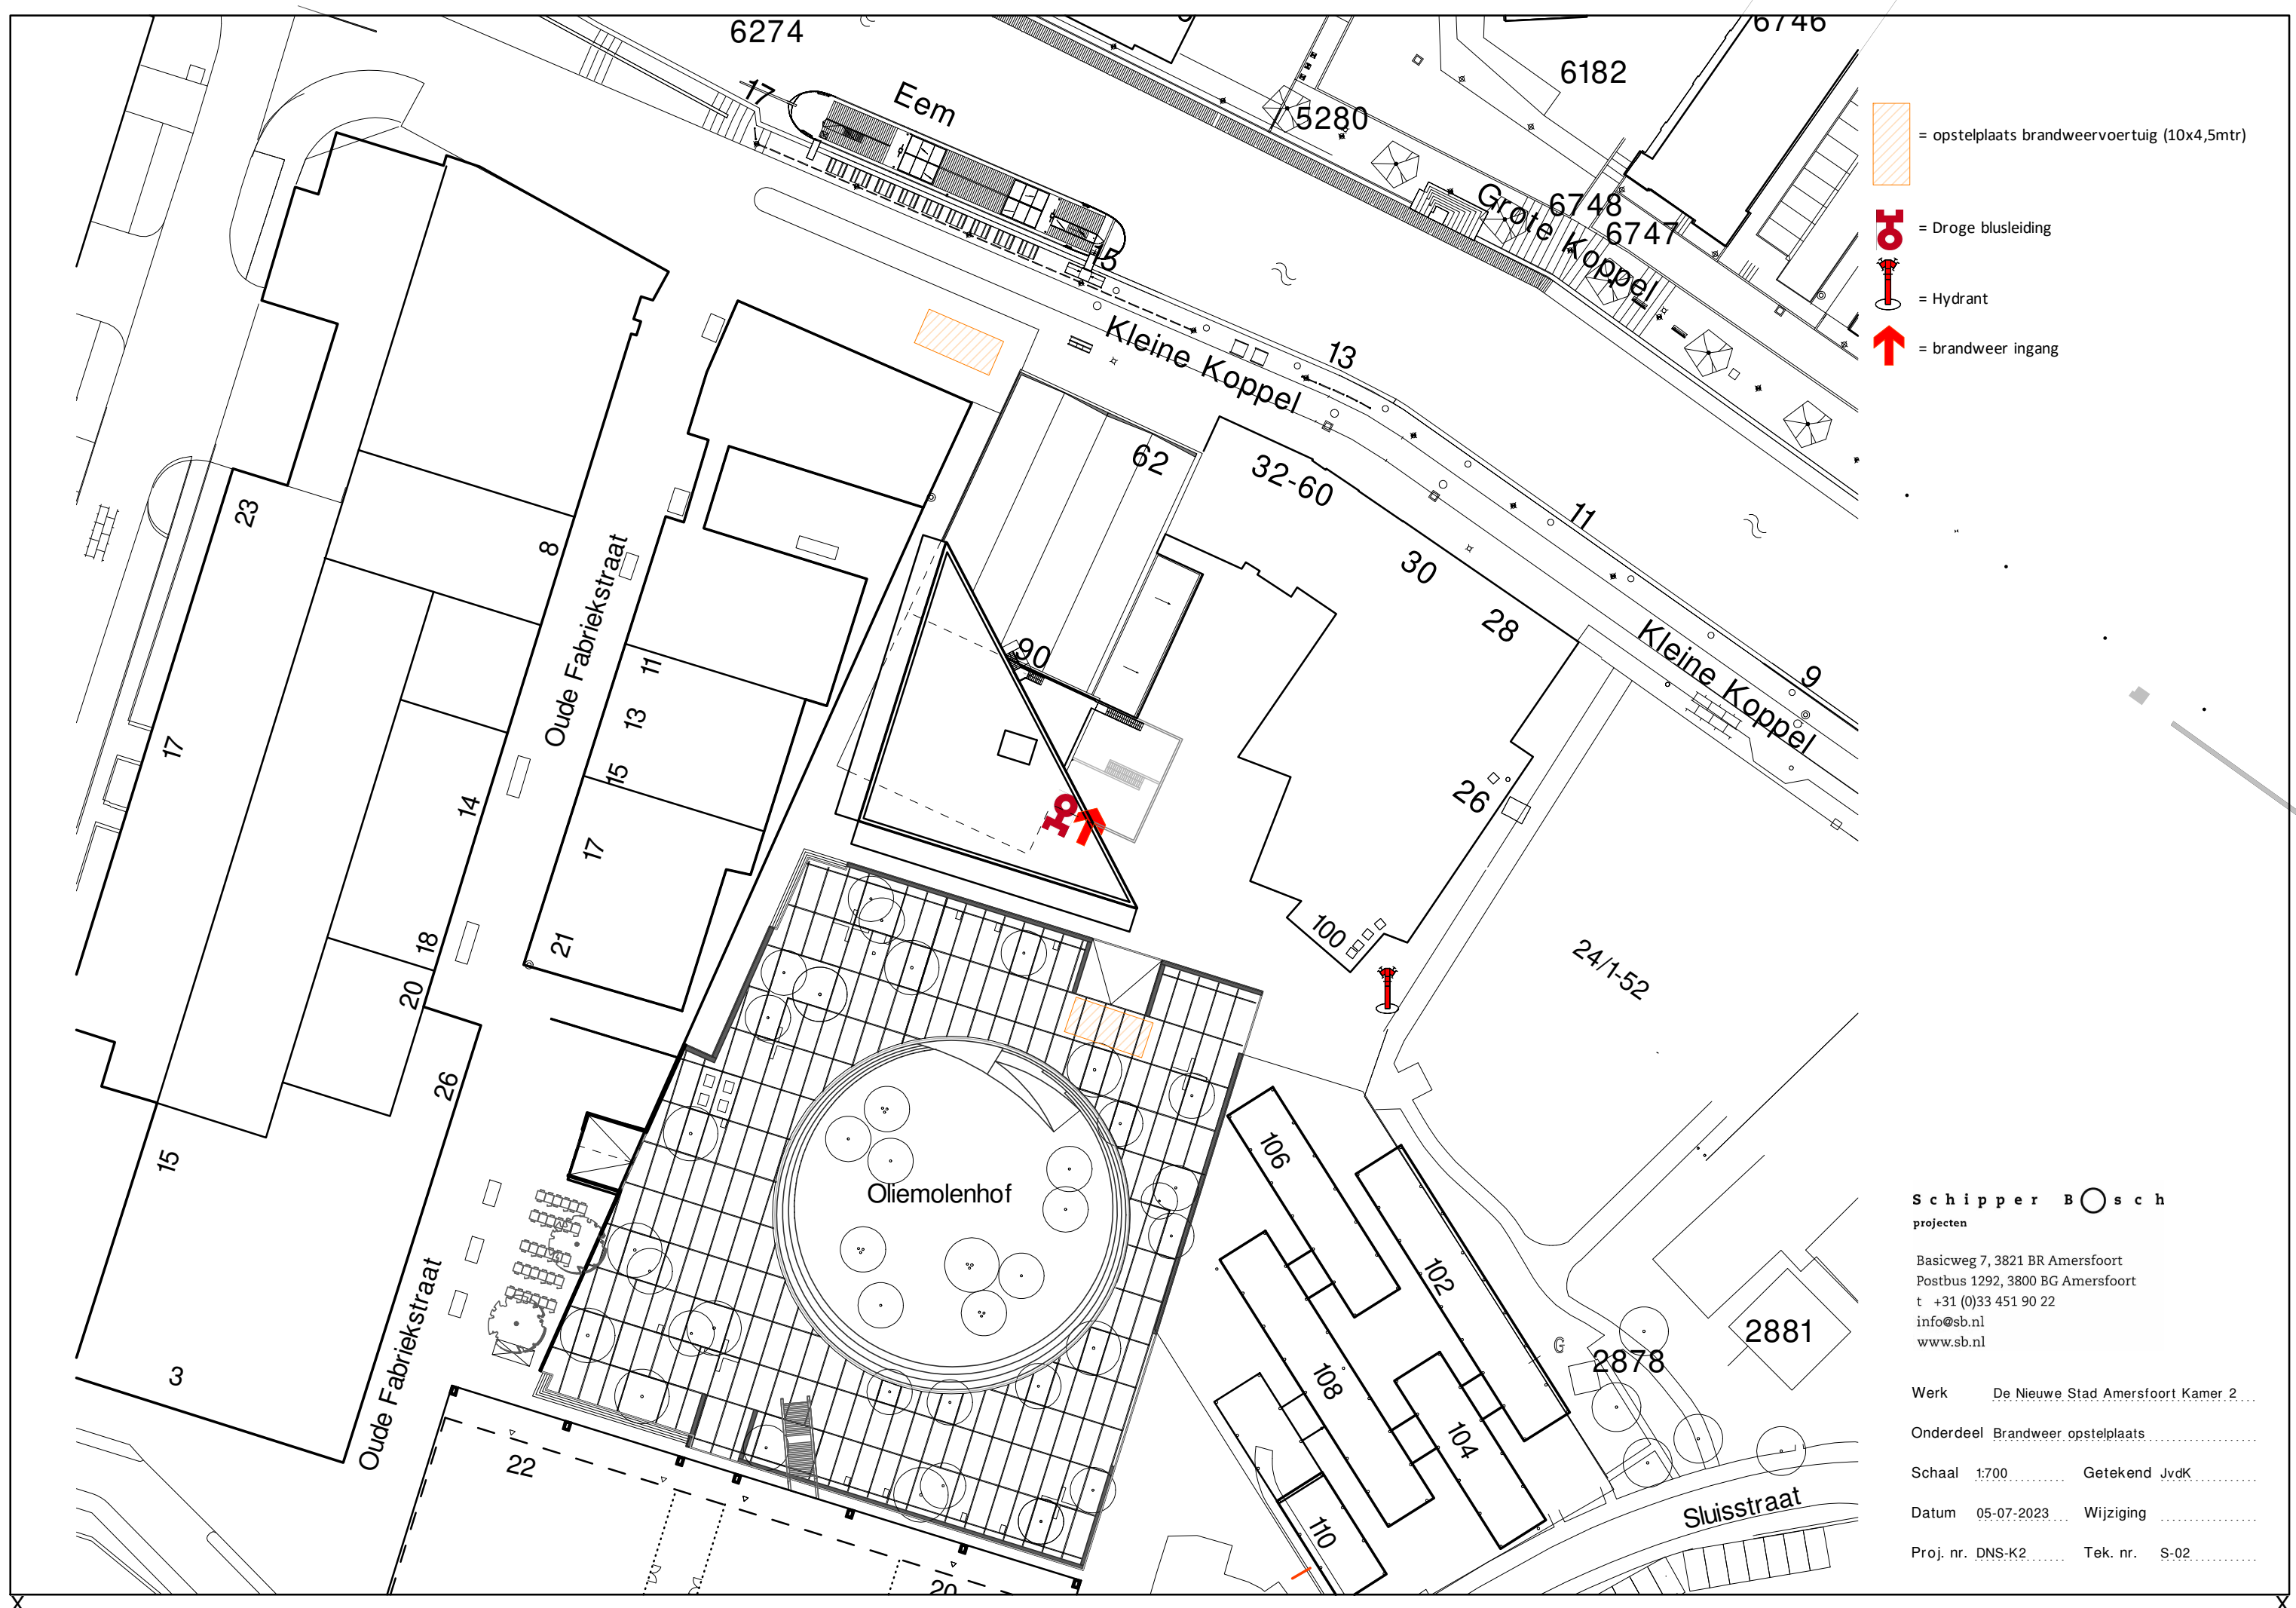 6274
6746
6182
17
Eem
5280
= opstelplaats brandweervoertuig (10x4,5mtr)
Grote Koppel
6748
6747
= Droge blusleiding
15
= Hydrant
Kleine Koppel
13
= brandweer ingang
62
32-60
23
11
8
30
Oude Fabriekstraat
28
90
11
Kleine Koppel
9
13
17
15
26
14
17
100
18
21
24/1-52
20
26
106
15
Oliemolenhof
102
Schipper Bosch
projecten
Basicweg 7, 3821 BR Amersfoort
Postbus 1292, 3800 BG Amersfoort
t +31 (0)33 451 90 22
info@sb.nl
www.sb.nl
G
2881
2878
3
Oude Fabriekstraat
108
104
Werk De Nieuwe Stad Amersfoort Kamer 2
Onderdeel Brandweer opstelplaats
22
Schaal 1:700 Getekend JvdK
Sluisstraat
110
Datum 05-07-2023 Wijziging
Proj. nr. DNS-K2 Tek. nr. S-02
20
X
X